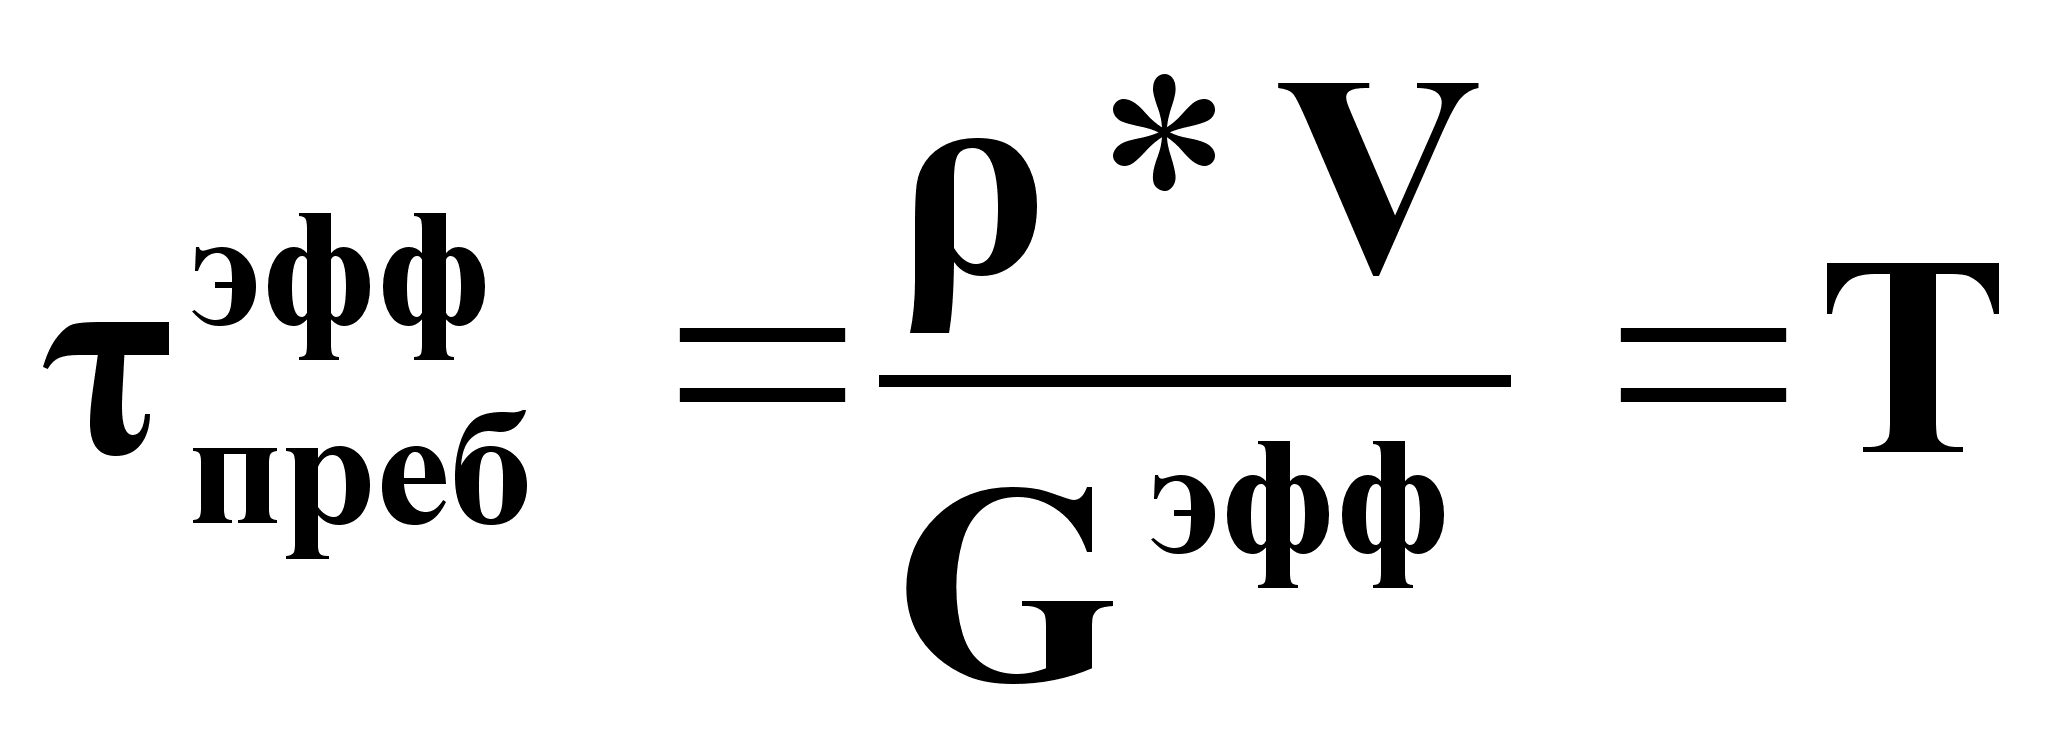 τ эфф преб = ρ * V / G эфф = T